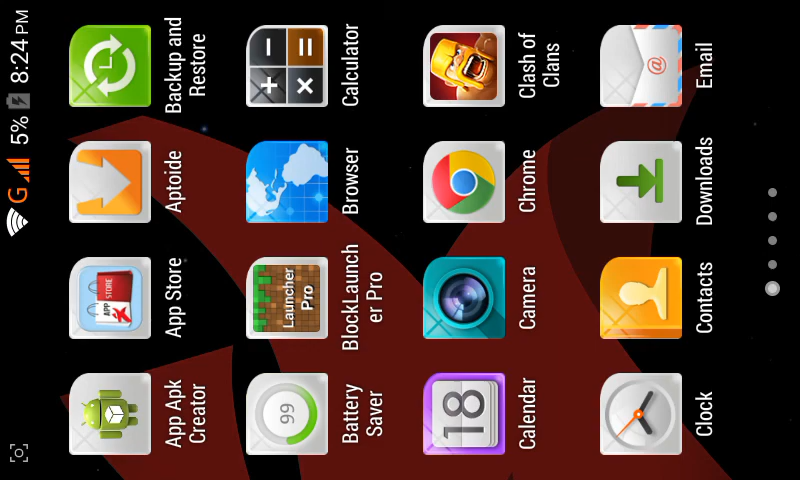 G 5% 8:24 PM
App Apk
Creator
APP
STORE
App Store
Aptoide
Backup and
Restore
99
Battery
Saver
Launcher
Pro
BlockLaunch
er Pro
Browser
+ −
× =
Calculator
18
Calendar
Camera
Chrome
Clash of
Clans
Clock
Contacts
Downloads
@
Email